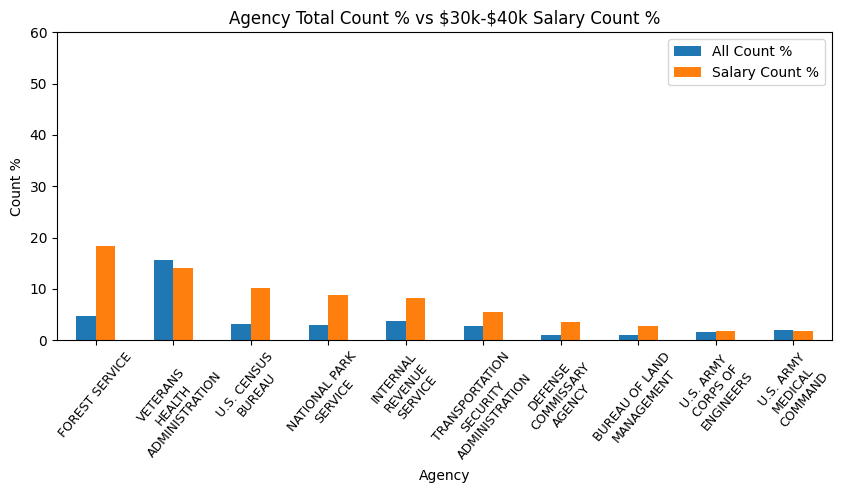 Agency Total Count % vs $30k-$40k Salary Count %
All Count %
Salary Count %
Count %
60
50
40
30
20
10
0
FOREST SERVICE
VETERANS
HEALTH
ADMINISTRATION
U.S. CENSUS
BUREAU
NATIONAL PARK
SERVICE
INTERNAL
REVENUE
SERVICE
TRANSPORTATION
SECURITY
ADMINISTRATION
DEFENSE
COMMISSARY
AGENCY
BUREAU OF LAND
MANAGEMENT
U.S. ARMY
CORPS OF
ENGINEERS
U.S. ARMY
MEDICAL
COMMAND
Agency